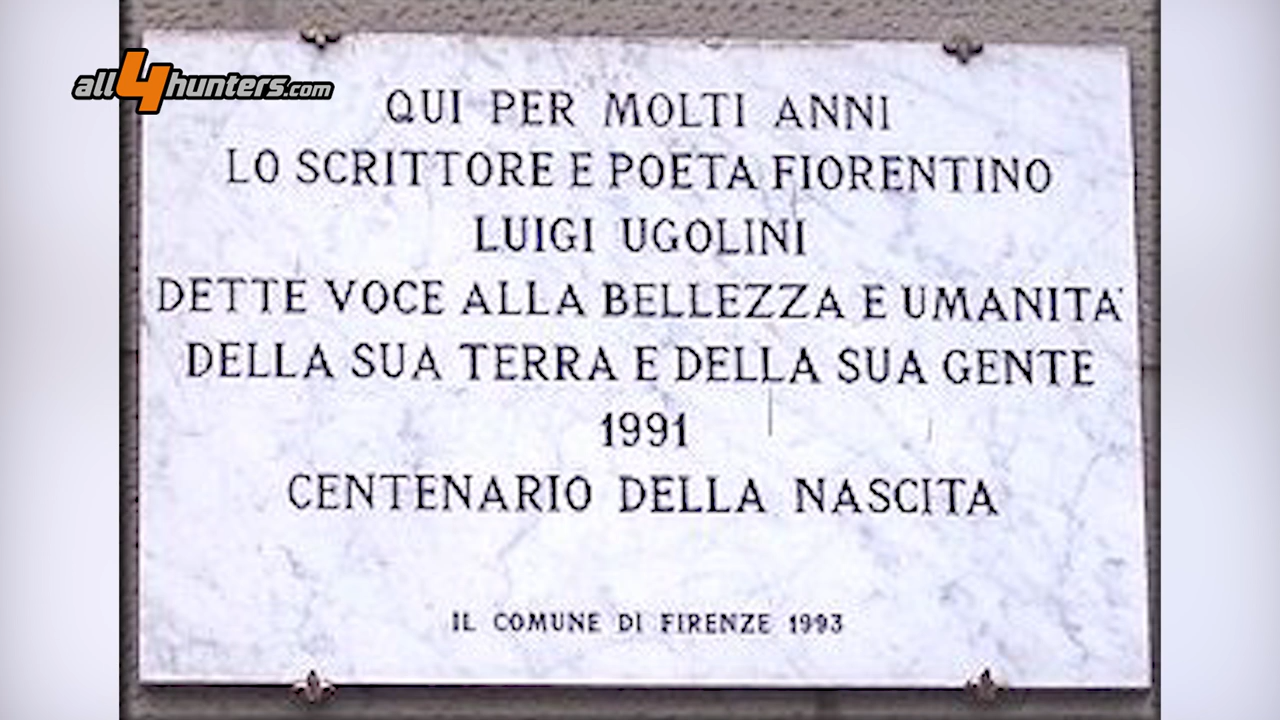 all4hunters.com
QUI PER MOLTI ANNI
LO SCRITTORE E POETA FIORENTINO
LUIGI UGOLINI
DETTE VOCE ALLA BELLEZZA E UMANITA'
DELLA SUA TERRA E DELLA SUA GENTE
1991
CENTENARIO DELLA NASCITA
IL COMUNE DI FIRENZE 1993